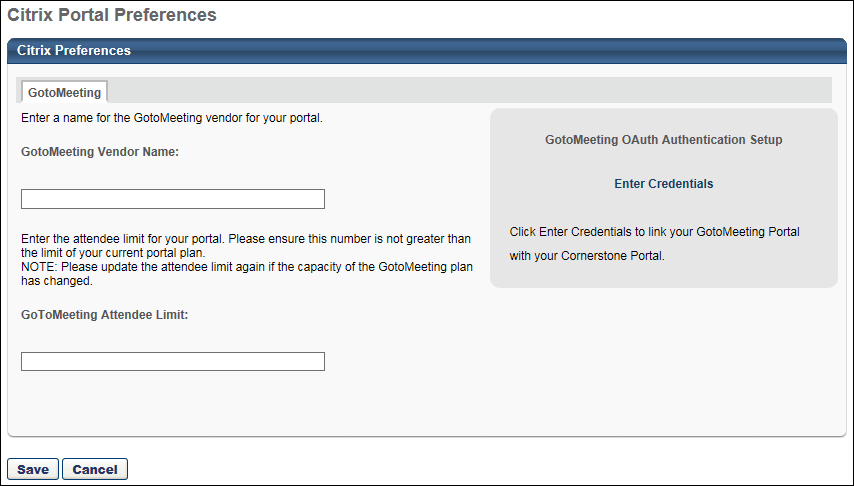 Citrix Portal Preferences
Citrix Preferences
GotoMeeting
Enter a name for the GotoMeeting vendor for your portal.
GotoMeeting Vendor Name:
Enter the attendee limit for your portal. Please ensure this number is not greater than
the limit of your current portal plan.
NOTE: Please update the attendee limit again if the capacity of the GotoMeeting plan
has changed.
GoToMeeting Attendee Limit:
GotoMeeting OAuth Authentication Setup
Enter Credentials
Click Enter Credentials to link your GotoMeeting Portal
with your Cornerstone Portal.
Save Cancel